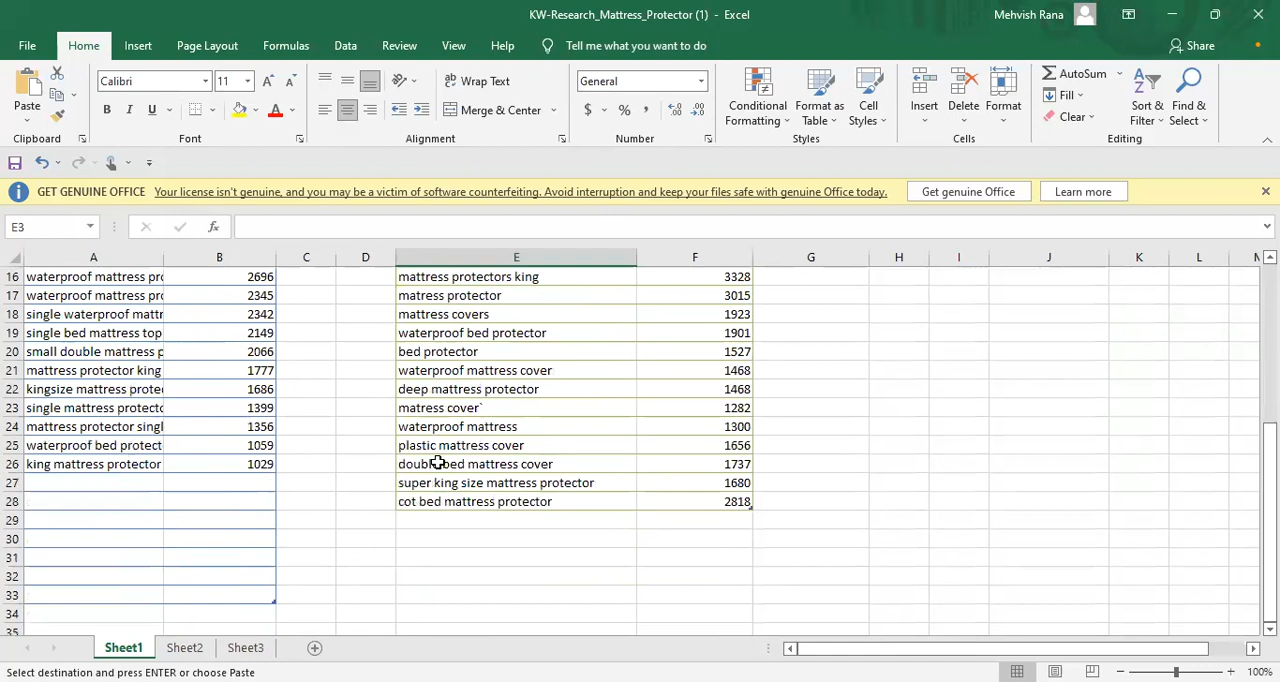 KW-Research_Mattress_Protector (1) - Excel
Mehvish Rana
File Home Insert Page Layout Formulas Data Review View Help Tell me what you want to do Share
Paste
Clipboard
Calibri 11
B I U A
Font
Wrap Text
Merge & Center
Alignment
General
$ % ,
Number
Conditional Formatting
Format as Table
Cell Styles
Styles
Insert Delete Format
Cells
AutoSum
Fill
Clear
Sort & Filter
Find & Select
Editing
GET GENUINE OFFICE Your license isn't genuine, and you may be a victim of software counterfeiting. Avoid interruption and keep your files safe with genuine Office today. Get genuine Office Learn more
E3 fx
A B C D E F G H I J K L M
16 waterproof mattress pro 2696 mattress protectors king 3328
17 waterproof mattress pro 2345 matress protector 3015
18 single waterproof mattr 2342 mattress covers 1923
19 single bed mattress top 2149 waterproof bed protector 1901
20 small double mattress p 2066 bed protector 1527
21 mattress protector king 1777 waterproof mattress cover 1468
22 kingsize mattress prote 1686 deep mattress protector 1468
23 single mattress protecto 1399 matress cover` 1282
24 mattress protector singl 1356 waterproof mattress 1300
25 waterproof bed protect 1059 plastic mattress cover 1656
26 king mattress protector 1029 double bed mattress cover 1737
27 super king size mattress protector 1680
28 cot bed mattress protector 2818
29
30
31
32
33
34
35
Sheet1 Sheet2 Sheet3
Select destination and press ENTER or choose Paste
100%